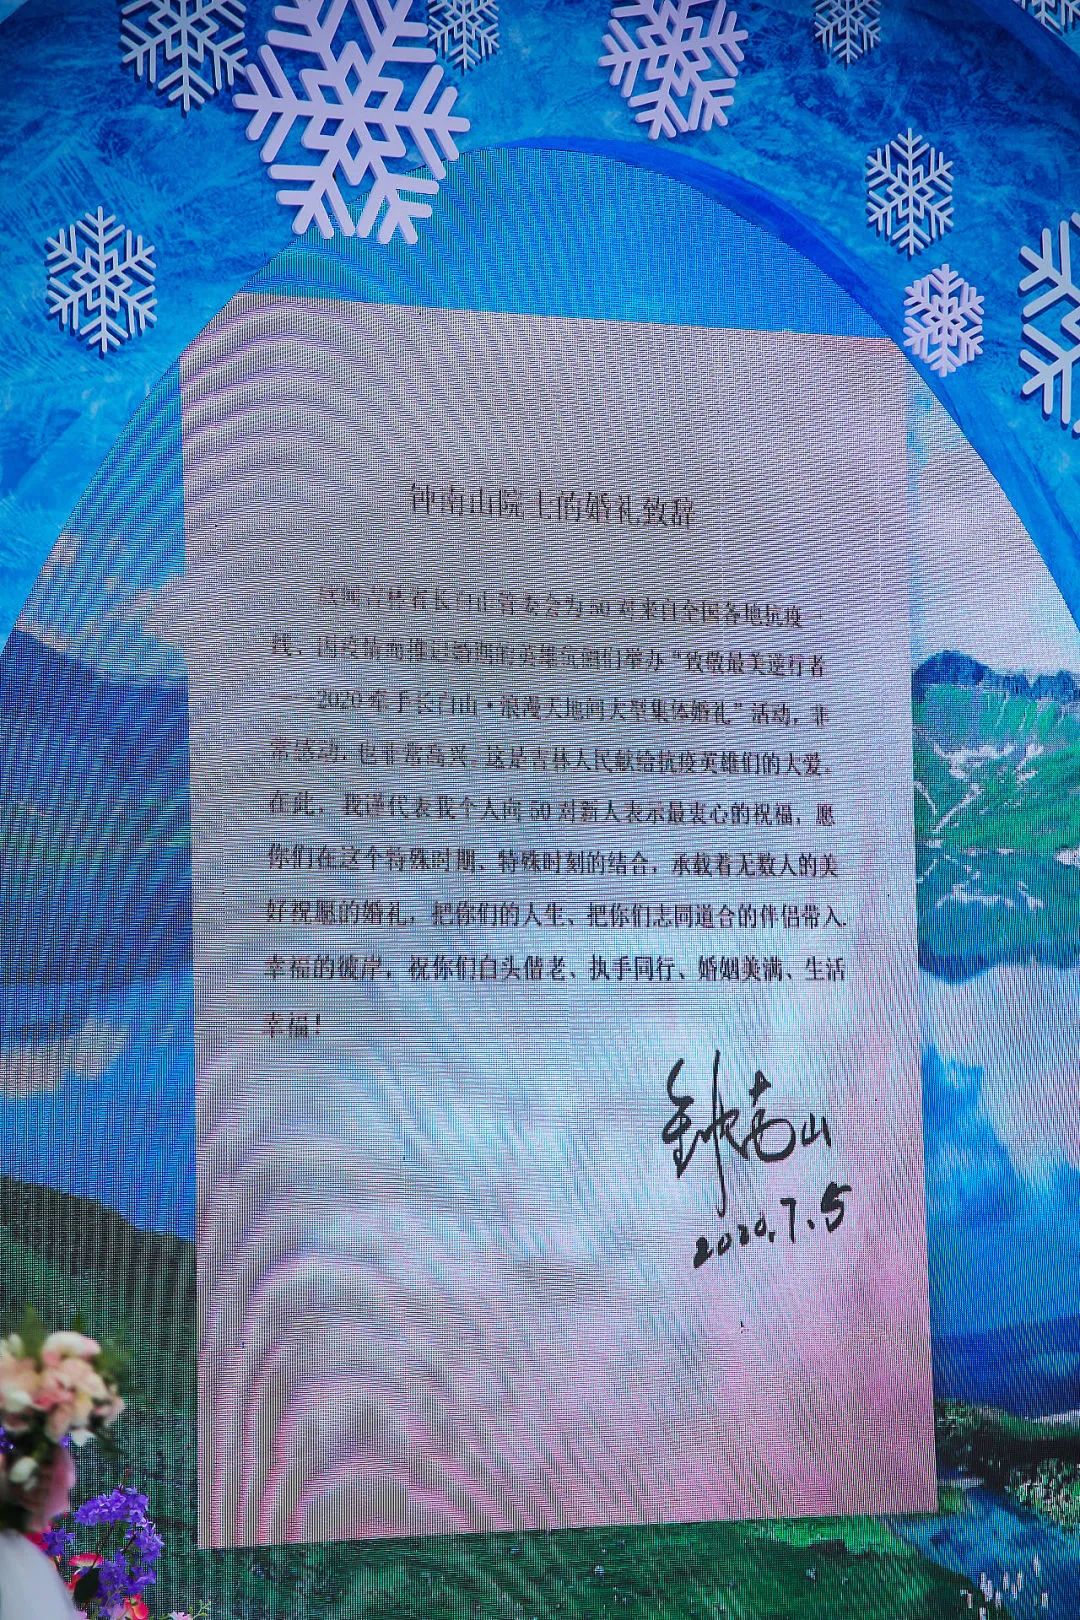 钟南山院士的婚礼致辞
欣闻吉林省长白山管委会为50对来自全国各地抗疫一
线、因疫情而推迟婚期的英雄伉俪们举办“致敬最美逆行者
——2020牵手长白山·浪漫天地间大型集体婚礼”活动，非
常感动，也非常高兴。这是吉林人民献给抗疫英雄们的大爱。
在此，我谨代表我个人向50对新人表示最衷心的祝福，愿
你们在这个特殊时期、特殊时刻的结合，承载着无数人的美
好祝愿的婚礼，把你们的人生、把你们志同道合的伴侣带入
幸福的彼岸，祝你们白头偕老、执手同行、婚姻美满、生活
幸福！
钟南山
2020.7.5